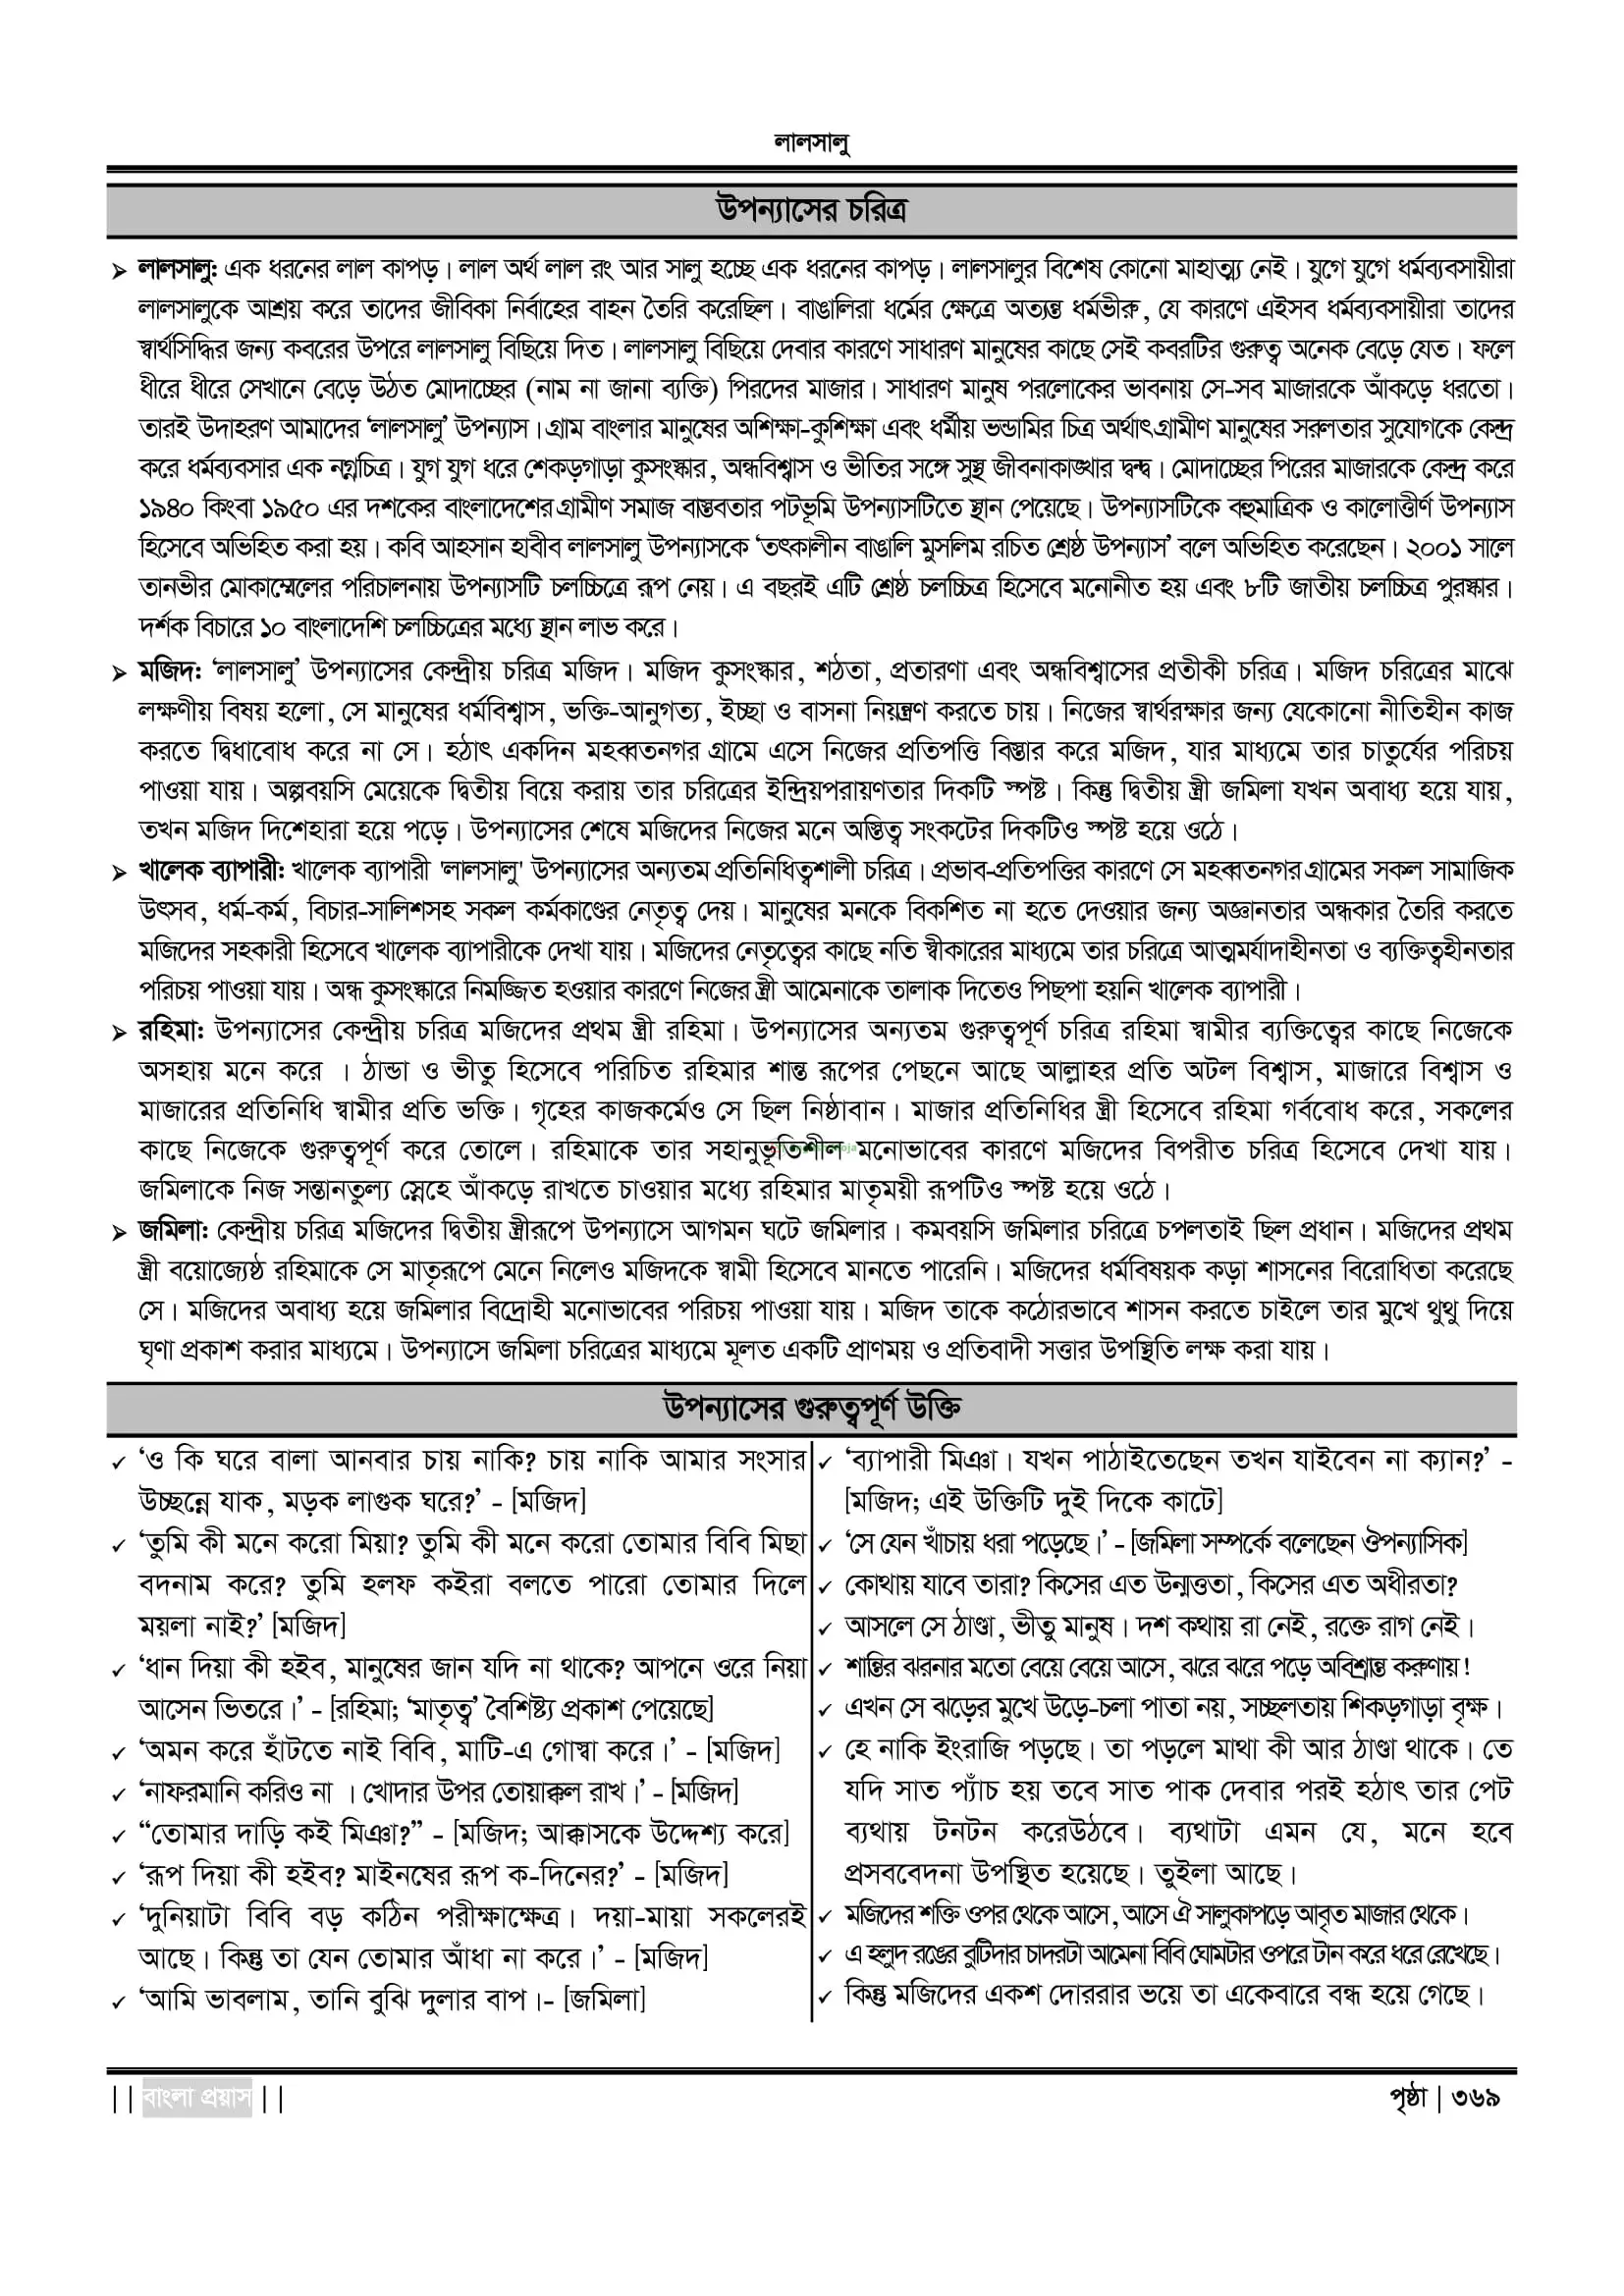 লালসালু
উপন্যাসের চরিত্র
➢ লালসালু: এক ধরনের লাল কাপড়। লাল অর্থ লাল রং আর সালু হচ্ছে এক ধরনের কাপড়। লালসালুর বিশেষ কোনো মাহাত্ম্য নেই। যুগে যুগে ধর্মব্যবসায়ীরা
লালসালুকে আশ্রয় করে তাদের জীবিকা নির্বাহের বাহন তৈরি করেছিল। বাঙালিরা ধর্মের ক্ষেত্রে অত্যন্ত ধর্মভীরু, যে কারণে এইসব ধর্মব্যবসায়ীরা তাদের
স্বার্থসিদ্ধির জন্য কবরের উপরে লালসালু বিছিয়ে দিত। লালসালু বিছিয়ে দেবার কারণে সাধারণ মানুষের কাছে সেই কবরটির গুরুত্ব অনেক বেড়ে যেত। ফলে
ধীরে ধীরে সেখানে বেড়ে উঠত মোদাচ্ছের (নাম না জানা ব্যক্তি) পিরদের মাজার। সাধারণ মানুষ পরলোকের ভাবনায় সে-সব মাজারকে আঁকড়ে ধরতো।
তারই উদাহরণ আমাদের ‘লালসালু’ উপন্যাস। গ্রাম বাংলার মানুষের অশিক্ষা-কুশিক্ষা এবং ধর্মীয় ভন্ডামির চিত্র অর্থাৎ গ্রামীণ মানুষের সরলতার সুযোগকে কেন্দ্র
করে ধর্মব্যবসার এক নগ্নচিত্র। যুগ যুগ ধরে শেকড়গাড়া কুসংস্কার, অন্ধবিশ্বাস ও ভীতির সঙ্গে সুস্থ জীবনাকাঙ্খার দ্বন্দ্ব। মোদাচ্ছের পিরের মাজারকে কেন্দ্র করে
১৯৪০ কিংবা ১৯৫০ এর দশকের বাংলাদেশের গ্রামীণ সমাজ বাস্তবতার পটভূমি উপন্যাসটিতে স্থান পেয়েছে। উপন্যাসটিকে বহুমাত্রিক ও কালোত্তীর্ণ উপন্যাস
হিসেবে অভিহিত করা হয়। কবি আহসান হাবীব লালসালু উপন্যাসকে ‘তৎকালীন বাঙালি মুসলিম রচিত শ্রেষ্ঠ উপন্যাস’ বলে অভিহিত করেছেন। ২০০১ সালে
তানভীর মোকাম্মেলের পরিচালনায় উপন্যাসটি চলচ্চিত্রে রূপ নেয়। এ বছরই এটি শ্রেষ্ঠ চলচ্চিত্র হিসেবে মনোনীত হয় এবং ৮টি জাতীয় চলচ্চিত্র পুরস্কার।
দর্শক বিচারে ১০ বাংলাদেশি চলচ্চিত্রের মধ্যে স্থান লাভ করে।
➢ মজিদ: ‘লালসালু’ উপন্যাসের কেন্দ্রীয় চরিত্র মজিদ। মজিদ কুসংস্কার, শঠতা, প্রতারণা এবং অন্ধবিশ্বাসের প্রতীকী চরিত্র। মজিদ চরিত্রের মাঝে
লক্ষণীয় বিষয় হলো, সে মানুষের ধর্মবিশ্বাস, ভক্তি-আনুগত্য, ইচ্ছা ও বাসনা নিয়ন্ত্রণ করতে চায়। নিজের স্বার্থরক্ষার জন্য যেকোনো নীতিহীন কাজ
করতে দ্বিধাবোধ করে না সে। হঠাৎ একদিন মহব্বতনগর গ্রামে এসে নিজের প্রতিপত্তি বিস্তার করে মজিদ, যার মাধ্যমে তার চাতুর্যের পরিচয়
পাওয়া যায়। অল্পবয়সি মেয়েকে দ্বিতীয় বিয়ে করায় তার চরিত্রের ইন্দ্রিয়পরায়ণতার দিকটি স্পষ্ট। কিন্তু দ্বিতীয় স্ত্রী জমিলা যখন অবাধ্য হয়ে যায়,
তখন মজিদ দিশেহারা হয়ে পড়ে। উপন্যাসের শেষে মজিদের নিজের মনে অস্তিত্ব সংকটের দিকটিও স্পষ্ট হয়ে ওঠে।
➢ খালেক ব্যাপারী: খালেক ব্যাপারী 'লালসালু' উপন্যাসের অন্যতম প্রতিনিধিত্বশালী চরিত্র। প্রভাব-প্রতিপত্তির কারণে সে মহব্বতনগর গ্রামের সকল সামাজিক
উৎসব, ধর্ম-কর্ম, বিচার-সালিশসহ সকল কর্মকাণ্ডের নেতৃত্ব দেয়। মানুষের মনকে বিকশিত না হতে দেওয়ার জন্য অজ্ঞানতার অন্ধকার তৈরি করতে
মজিদের সহকারী হিসেবে খালেক ব্যাপারীকে দেখা যায়। মজিদের নেতৃত্বের কাছে নতি স্বীকারের মাধ্যমে তার চরিত্রে আত্মমর্যাদাহীনতা ও ব্যক্তিত্বহীনতার
পরিচয় পাওয়া যায়। অন্ধ কুসংস্কারে নিমজ্জিত হওয়ার কারণে নিজের স্ত্রী আমেনাকে তালাক দিতেও পিছপা হয়নি খালেক ব্যাপারী।
➢ রহিমা: উপন্যাসের কেন্দ্রীয় চরিত্র মজিদের প্রথম স্ত্রী রহিমা। উপন্যাসের অন্যতম গুরুত্বপূর্ণ চরিত্র রহিমা স্বামীর ব্যক্তিত্বের কাছে নিজেকে
অসহায় মনে করে । ঠান্ডা ও ভীতু হিসেবে পরিচিত রহিমার শান্ত রূপের পেছনে আছে আল্লাহর প্রতি অটল বিশ্বাস, মাজারে বিশ্বাস ও
মাজারের প্রতিনিধি স্বামীর প্রতি ভক্তি। গৃহের কাজকর্মেও সে ছিল নিষ্ঠাবান। মাজার প্রতিনিধির স্ত্রী হিসেবে রহিমা গর্ববোধ করে, সকলের
কাছে নিজেকে গুরুত্বপূর্ণ করে তোলে। রহিমাকে তার সহানুভূতিশীল মনোভাবের কারণে মজিদের বিপরীত চরিত্র হিসেবে দেখা যায়।
জমিলাকে নিজ সন্তানতুল্য স্নেহে আঁকড়ে রাখতে চাওয়ার মধ্যে রহিমার মাতৃময়ী রূপটিও স্পষ্ট হয়ে ওঠে।
➢ জমিলা: কেন্দ্রীয় চরিত্র মজিদের দ্বিতীয় স্ত্রীরূপে উপন্যাসে আগমন ঘটে জমিলার। কমবয়সি জমিলার চরিত্রে চপলতাই ছিল প্রধান। মজিদের প্রথম
স্ত্রী বয়োজ্যেষ্ঠ রহিমাকে সে মাতৃরূপে মেনে নিলেও মজিদকে স্বামী হিসেবে মানতে পারেনি। মজিদের ধর্মবিষয়ক কড়া শাসনের বিরোধিতা করেছে
সে। মজিদের অবাধ্য হয়ে জমিলার বিদ্রোহী মনোভাবের পরিচয় পাওয়া যায়। মজিদ তাকে কঠোরভাবে শাসন করতে চাইলে তার মুখে থুথু দিয়ে
ঘৃণা প্রকাশ করার মাধ্যমে। উপন্যাসে জমিলা চরিত্রের মাধ্যমে মূলত একটি প্রাণময় ও প্রতিবাদী সত্তার উপস্থিতি লক্ষ করা যায়।
উপন্যাসের গুরুত্বপূর্ণ উক্তি
✓ ‘ও কি ঘরে বালা আনবার চায় নাকি? চায় নাকি আমার সংসার
উচ্ছন্নে যাক, মড়ক লাগুক ঘরে?’ - [মজিদ]
✓ ‘তুমি কী মনে করো মিয়া? তুমি কী মনে করো তোমার বিবি মিছা
বদনাম করে? তুমি হলফ কইরা বলতে পারো তোমার দিলে
ময়লা নাই?’ [মজিদ]
✓ ‘ধান দিয়া কী হইব, মানুষের জান যদি না থাকে? আপনে ওরে নিয়া
আসেন ভিতরে।’ - [রহিমা; ‘মাতৃত্ব’ বৈশিষ্ট্য প্রকাশ পেয়েছে]
✓ ‘অমন করে হাঁটতে নাই বিবি, মাটি-এ গোস্বা করে।’ - [মজিদ]
✓ ‘নাফরমানি করিও না । খোদার উপর তোয়াক্কল রাখ।’ - [মজিদ]
✓ “তোমার দাড়ি কই মিঞা?” - [মজিদ; আক্কাসকে উদ্দেশ্য করে]
✓ ‘রূপ দিয়া কী হইব? মাইনষের রূপ ক-দিনের?’ - [মজিদ]
✓ ‘দুনিয়াটা বিবি বড় কঠিন পরীক্ষাক্ষেত্র। দয়া-মায়া সকলেরই
আছে। কিন্তু তা যেন তোমার আঁধা না করে।’ - [মজিদ]
✓ ‘আমি ভাবলাম, তানি বুঝি দুলার বাপ।- [জমিলা]
✓ ‘ব্যাপারী মিঞা। যখন পাঠাইতেছেন তখন যাইবেন না ক্যান?’ -
[মজিদ; এই উক্তিটি দুই দিকে কাটে]
✓ ‘সে যেন খাঁচায় ধরা পড়েছে।’ - [জমিলা সম্পর্কে বলেছেন ঔপন্যাসিক]
✓ কোথায় যাবে তারা? কিসের এত উন্মত্ততা, কিসের এত অধীরতা?
✓ আসলে সে ঠাণ্ডা, ভীতু মানুষ। দশ কথায় রা নেই, রক্তে রাগ নেই।
✓ শান্তির ঝরনার মতো বেয়ে বেয়ে আসে, ঝরে ঝরে পড়ে অবিশ্রান্ত করুণায়!
✓ এখন সে ঝড়ের মুখে উড়ে-চলা পাতা নয়, সচ্ছলতায় শিকড়গাড়া বৃক্ষ।
✓ হে নাকি ইংরাজি পড়ছে। তা পড়লে মাথা কী আর ঠাণ্ডা থাকে। তে
যদি সাত প্যাঁচ হয় তবে সাত পাক দেবার পরই হঠাৎ তার পেট
ব্যথায় টনটন করেউঠবে। ব্যথাটা এমন যে, মনে হবে
প্রসববেদনা উপস্থিত হয়েছে। তুইলা আছে।
✓ মজিদের শক্তি ওপর থেকে আসে, আসে ঐ সালুকাপড়ে আবৃত মাজার থেকে।
✓ এ হলুদ রঙের বুটিদার চাদরটা আমেনা বিবি ঘোমটার ওপরে টান করে ধরে রেখেছে।
✓ কিন্তু মজিদের একশ দোররার ভয়ে তা একেবারে বন্ধ হয়ে গেছে।
|| বাংলা প্রয়াস ||
পৃষ্ঠা | ৩৬৯